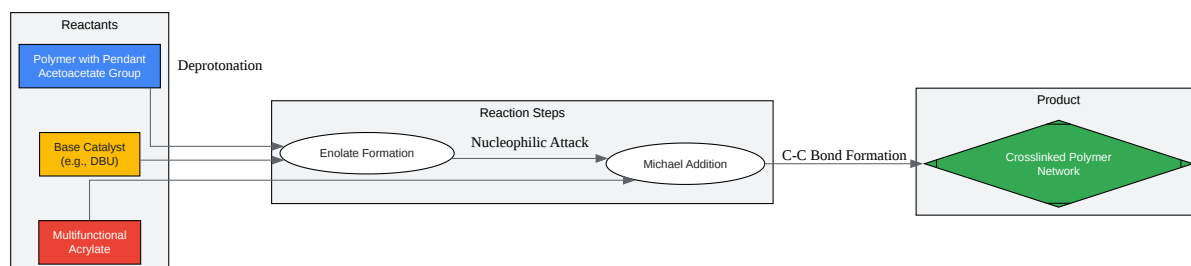 Reactants
Polymer with Pendant
Acetoacetate Group
Deprotonation
Base Catalyst
(e.g., DBU)
Multifunctional
Acrylate
Reaction Steps
Enolate Formation
Nucleophilic Attack
Michael Addition
C-C Bond Formation
Product
Crosslinked Polymer
Network